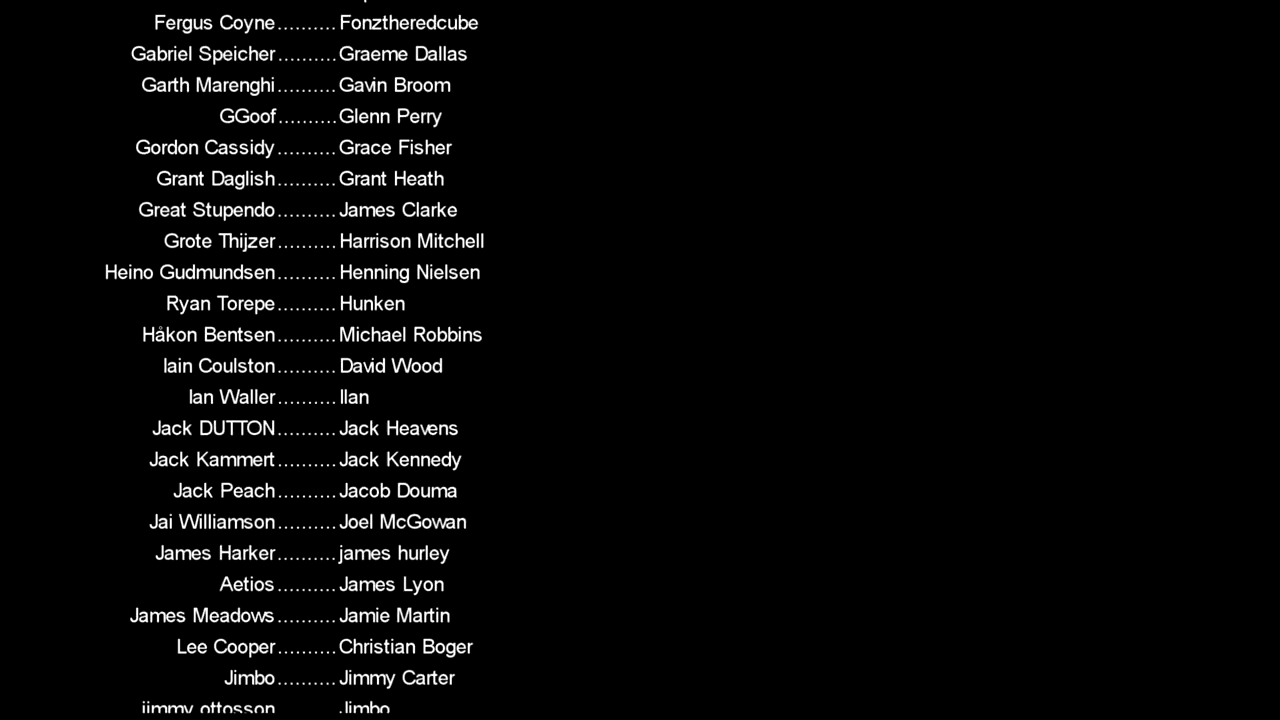 Fergus Coyne..........Fonztheredcube
Gabriel Speicher..........Graeme Dallas
Garth Marenghi..........Gavin Broom
GGoof..........Glenn Perry
Gordon Cassidy..........Grace Fisher
Grant Daglish..........Grant Heath
Great Stupendo..........James Clarke
Grote Thijzer..........Harrison Mitchell
Heino Gudmundsen..........Henning Nielsen
Ryan Torepe..........Hunken
Håkon Bentsen..........Michael Robbins
Iain Coulston..........David Wood
Ian Waller..........Ilan
Jack DUTTON..........Jack Heavens
Jack Kammert..........Jack Kennedy
Jack Peach..........Jacob Douma
Jai Williamson..........Joel McGowan
James Harker..........james hurley
Aetios..........James Lyon
James Meadows..........Jamie Martin
Lee Cooper..........Christian Boger
Jimbo..........Jimmy Carter
jimmy ottosson..........Jimbo